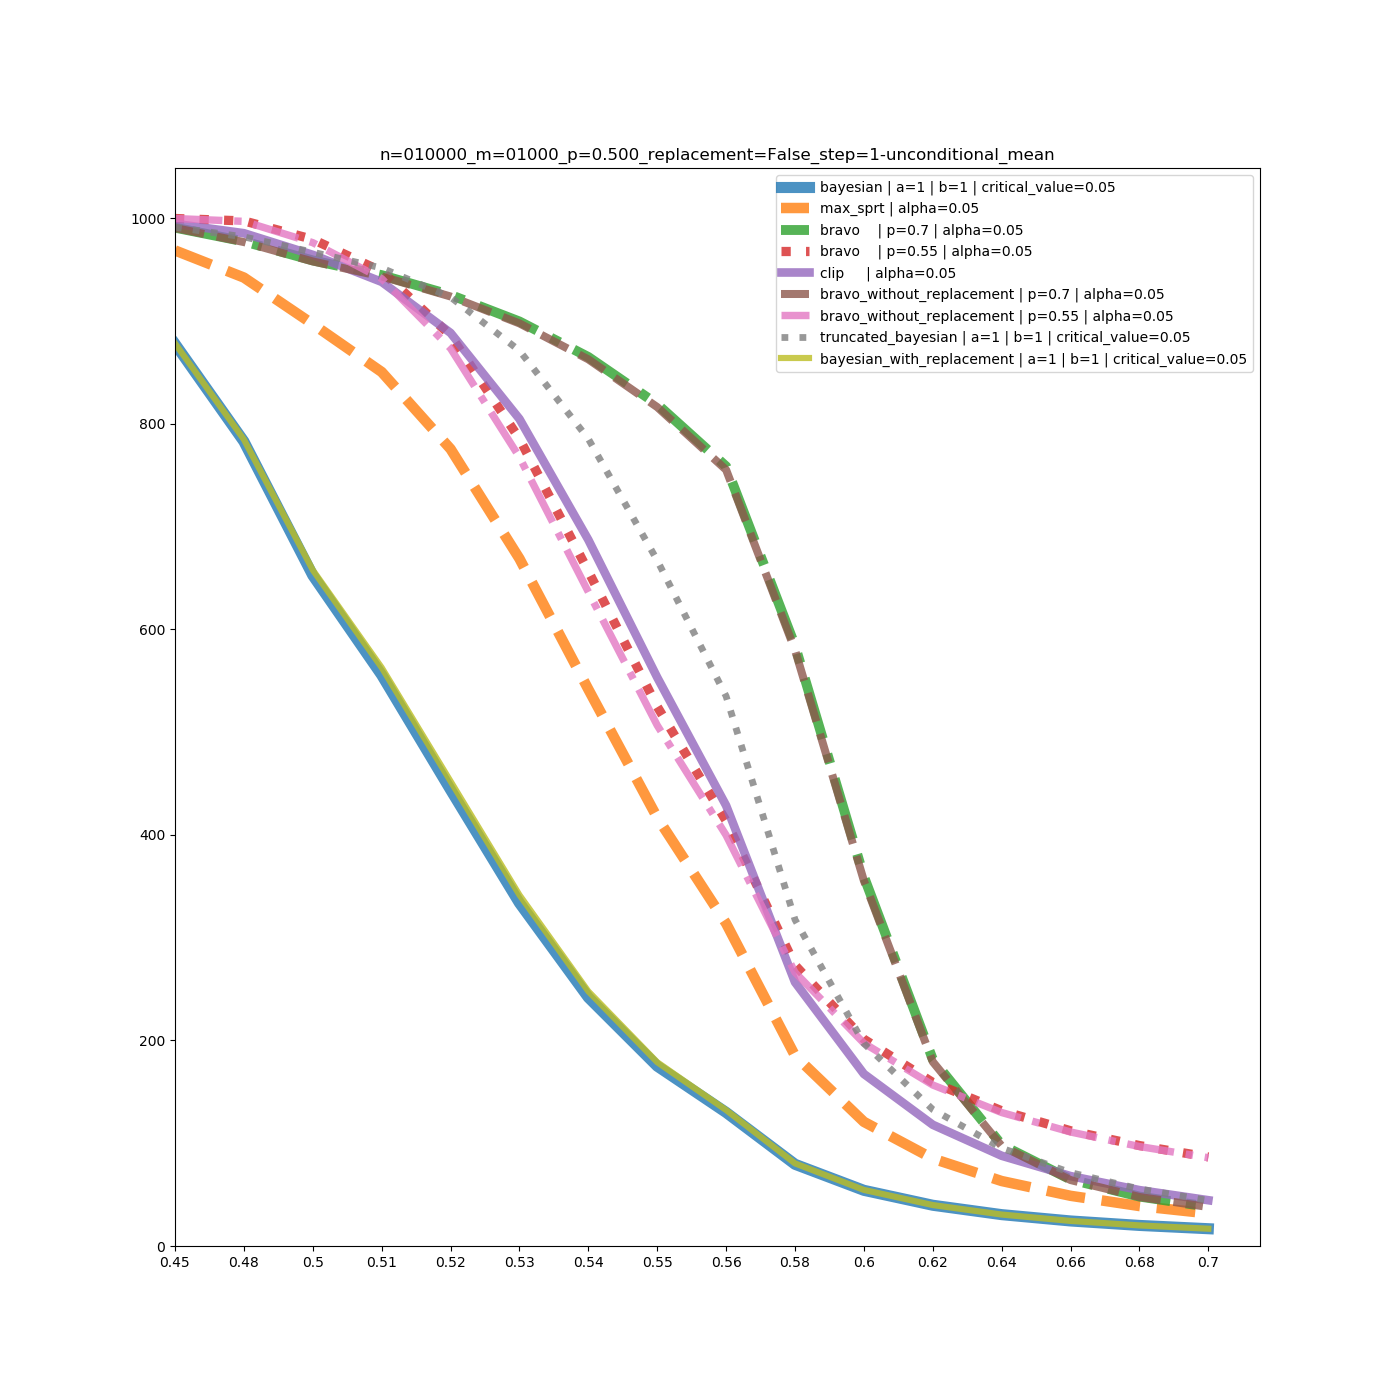 n=010000_m=01000_p=0.500_replacement=False_step=1-unconditional_mean
bayesian | a=1 | b=1 | critical_value=0.05
max_sprt | alpha=0.05
bravo    | p=0.7 | alpha=0.05
bravo    | p=0.55 | alpha=0.05
clip     | alpha=0.05
bravo_without_replacement | p=0.7 | alpha=0.05
bravo_without_replacement | p=0.55 | alpha=0.05
truncated_bayesian | a=1 | b=1 | critical_value=0.05
bayesian_with_replacement | a=1 | b=1 | critical_value=0.05
1000
800
600
400
200
0
0.45 0.48 0.5 0.51 0.52 0.53 0.54 0.55 0.56 0.58 0.6 0.62 0.64 0.66 0.68 0.7